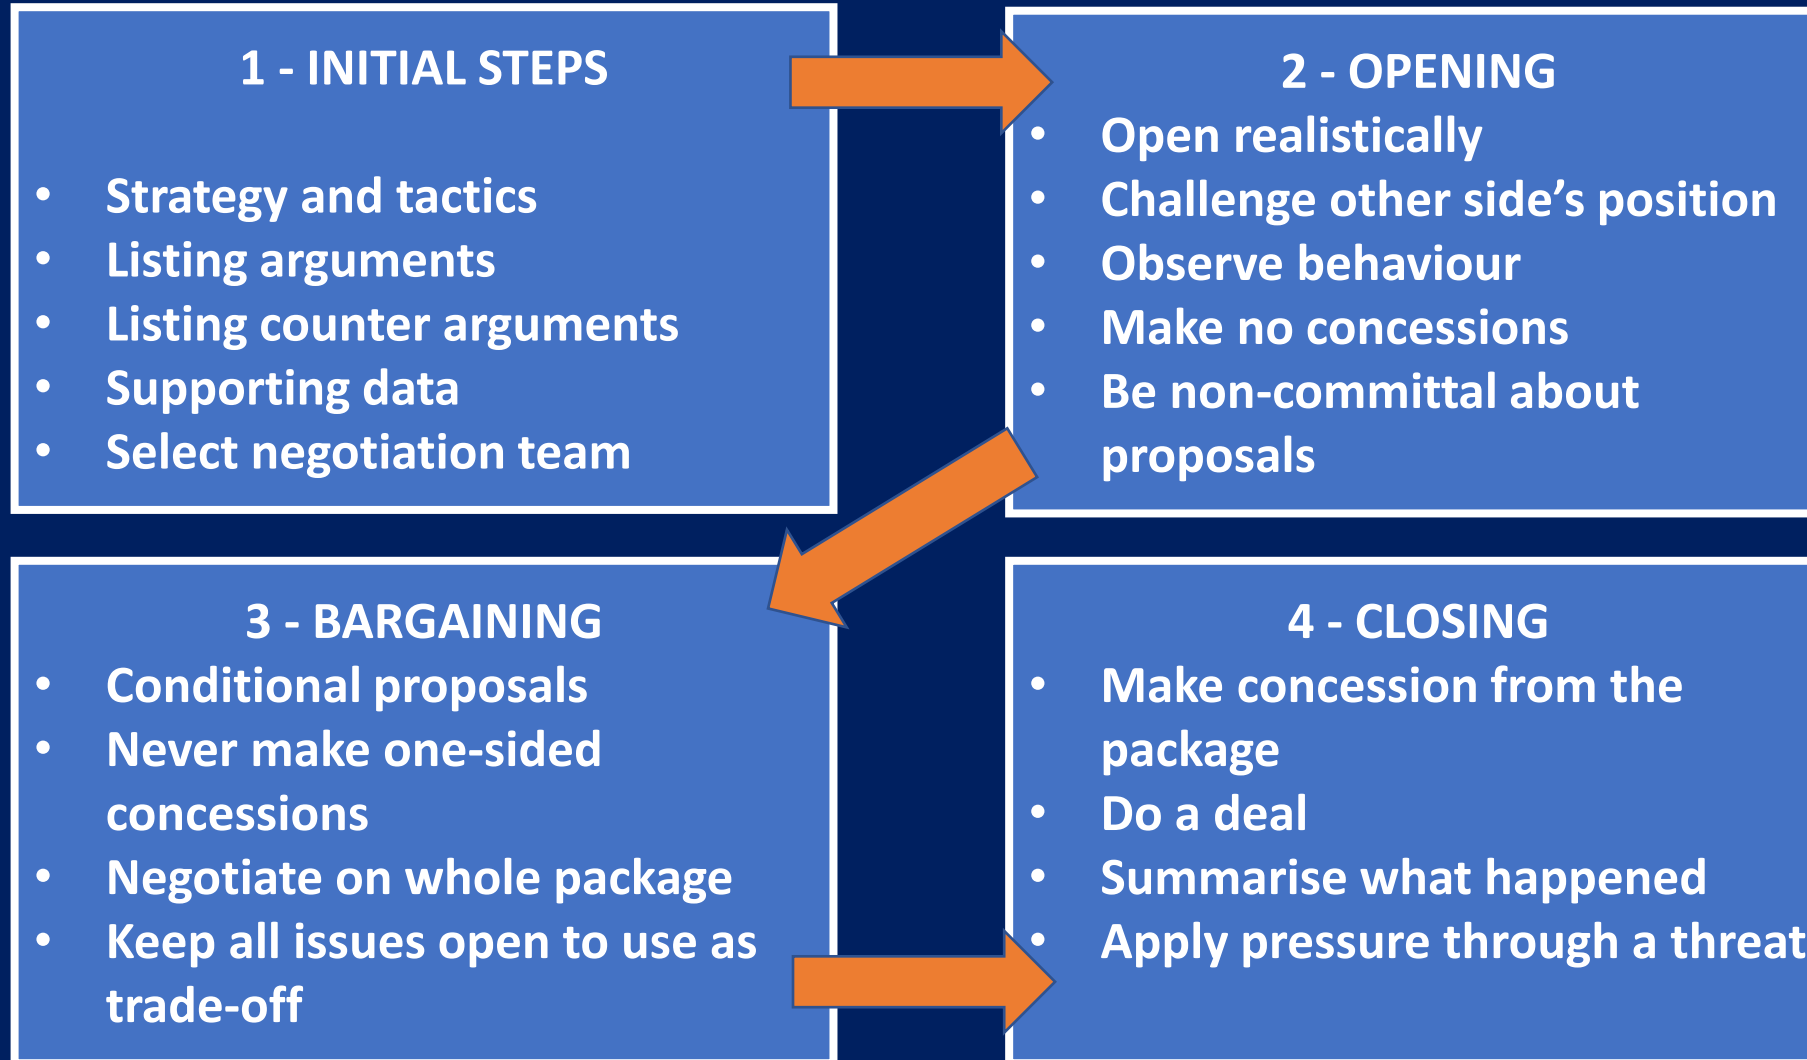 1 - INITIAL STEPS
• Strategy and tactics
• Listing arguments
• Listing counter arguments
• Supporting data
• Select negotiation team
2 - OPENING
• Open realistically
• Challenge other side’s position
• Observe behaviour
• Make no concessions
• Be non-committal about
proposals
3 - BARGAINING
• Conditional proposals
• Never make one-sided
concessions
• Negotiate on whole package
• Keep all issues open to use as
trade-off
4 - CLOSING
• Make concession from the
package
• Do a deal
• Summarise what happened
• Apply pressure through a threat